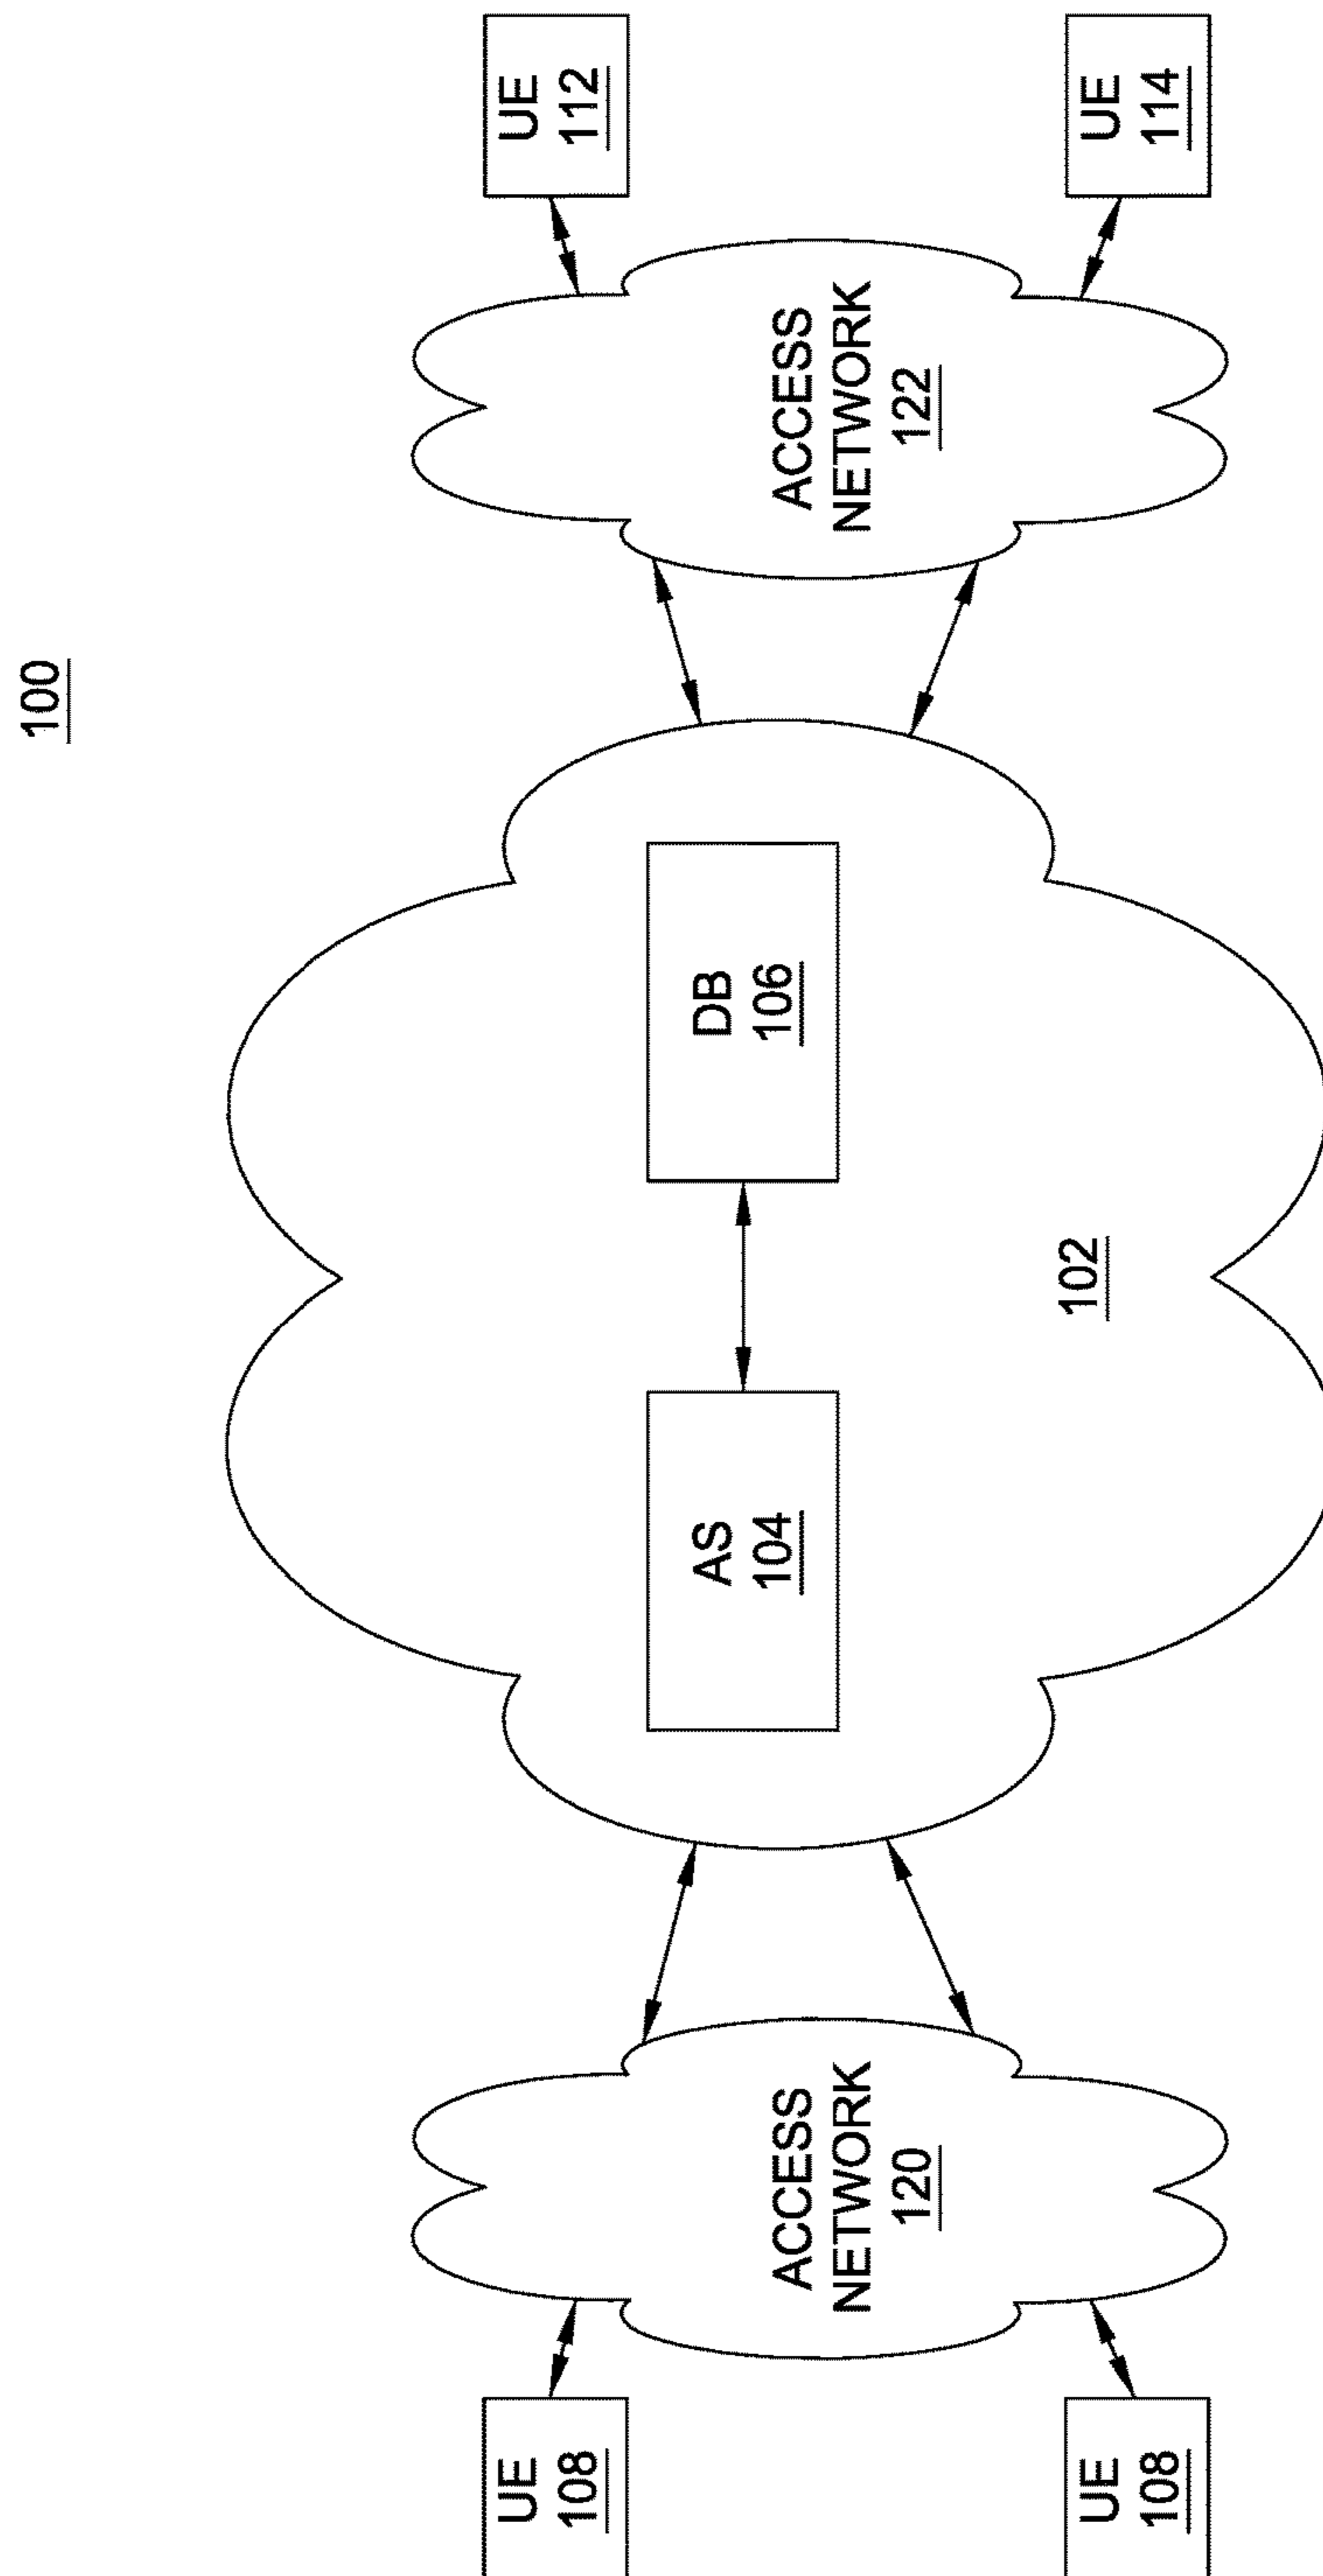 100
UE
108
UE
112
AS
104
DB
106
ACCESS
NETWORK
120
ACCESS
NETWORK
122
102
UE
108
UE
114